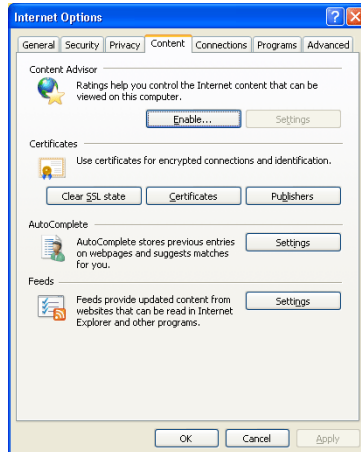 Internet Options
General Security Privacy Content Connections Programs Advanced
Content Advisor
Ratings help you control the Internet content that can be
viewed on this computer.
Enable... Settings
Certificates
Use certificates for encrypted connections and identification.
Clear SSL state Certificates Publishers
AutoComplete
AutoComplete stores previous entries
on webpages and suggests matches
for you.
Settings
Feeds
Feeds provide updated content from
websites that can be read in Internet
Explorer and other programs.
Settings
OK Cancel Apply